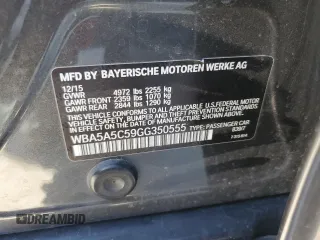 MFD BY BAYERISCHE MOTOREN WERKE AG
12/15
GVWR 4972 lbs 2255 kg
GAWR FRONT 2359 lbs 1070 kg
GAWR REAR 2844 lbs 1290 kg
THIS VEHICLE CONFORMS TO ALL APPLICABLE
U.S. FEDERAL MOTOR VEHICLE SAFETY,
BUMPER, AND THEFT PREVENTION
STANDARDS IN EFFECT ON THE DATE OF
MANUFACTURE SHOWN ABOVE.
WBA5A5C59GG350555 TYPE: PASSENGER CAR
DREAMBID